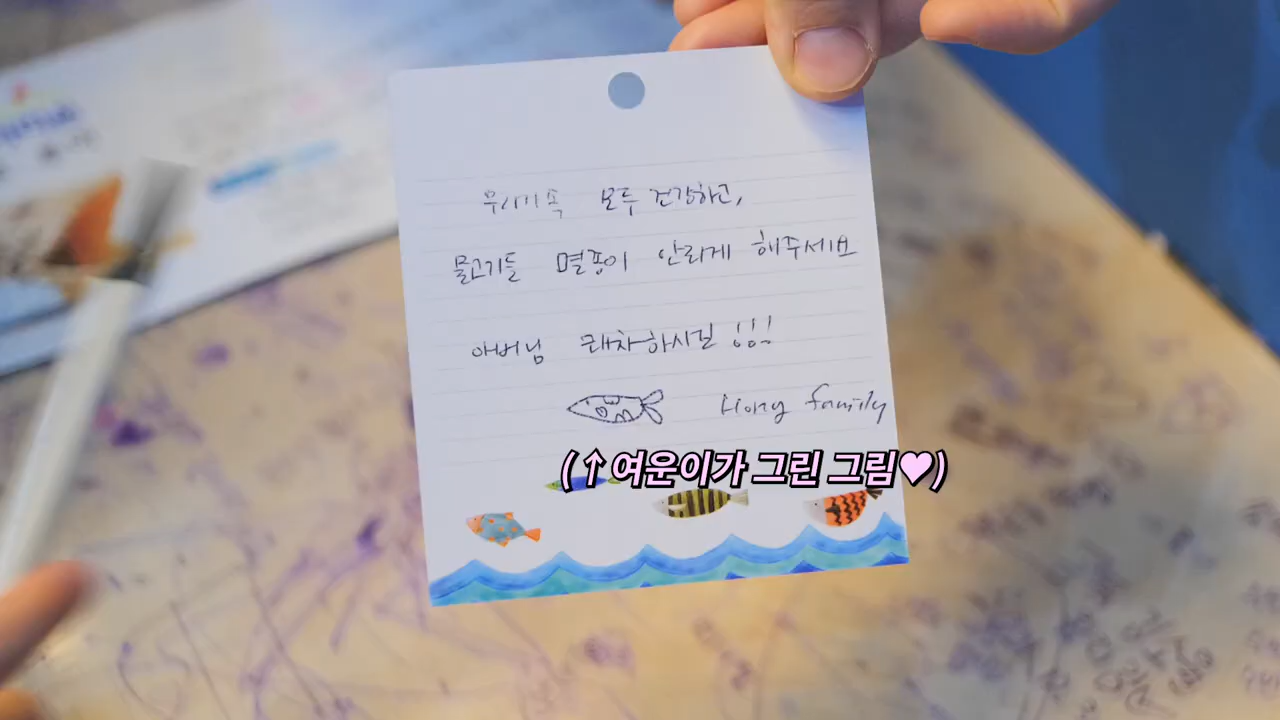 우리가족 모두 건강하고,
물고기들 멸종이 안되게 해주세요
아버님 쾌차하시길 !!!
Hong family
(↑여운이가 그린 그림♥)